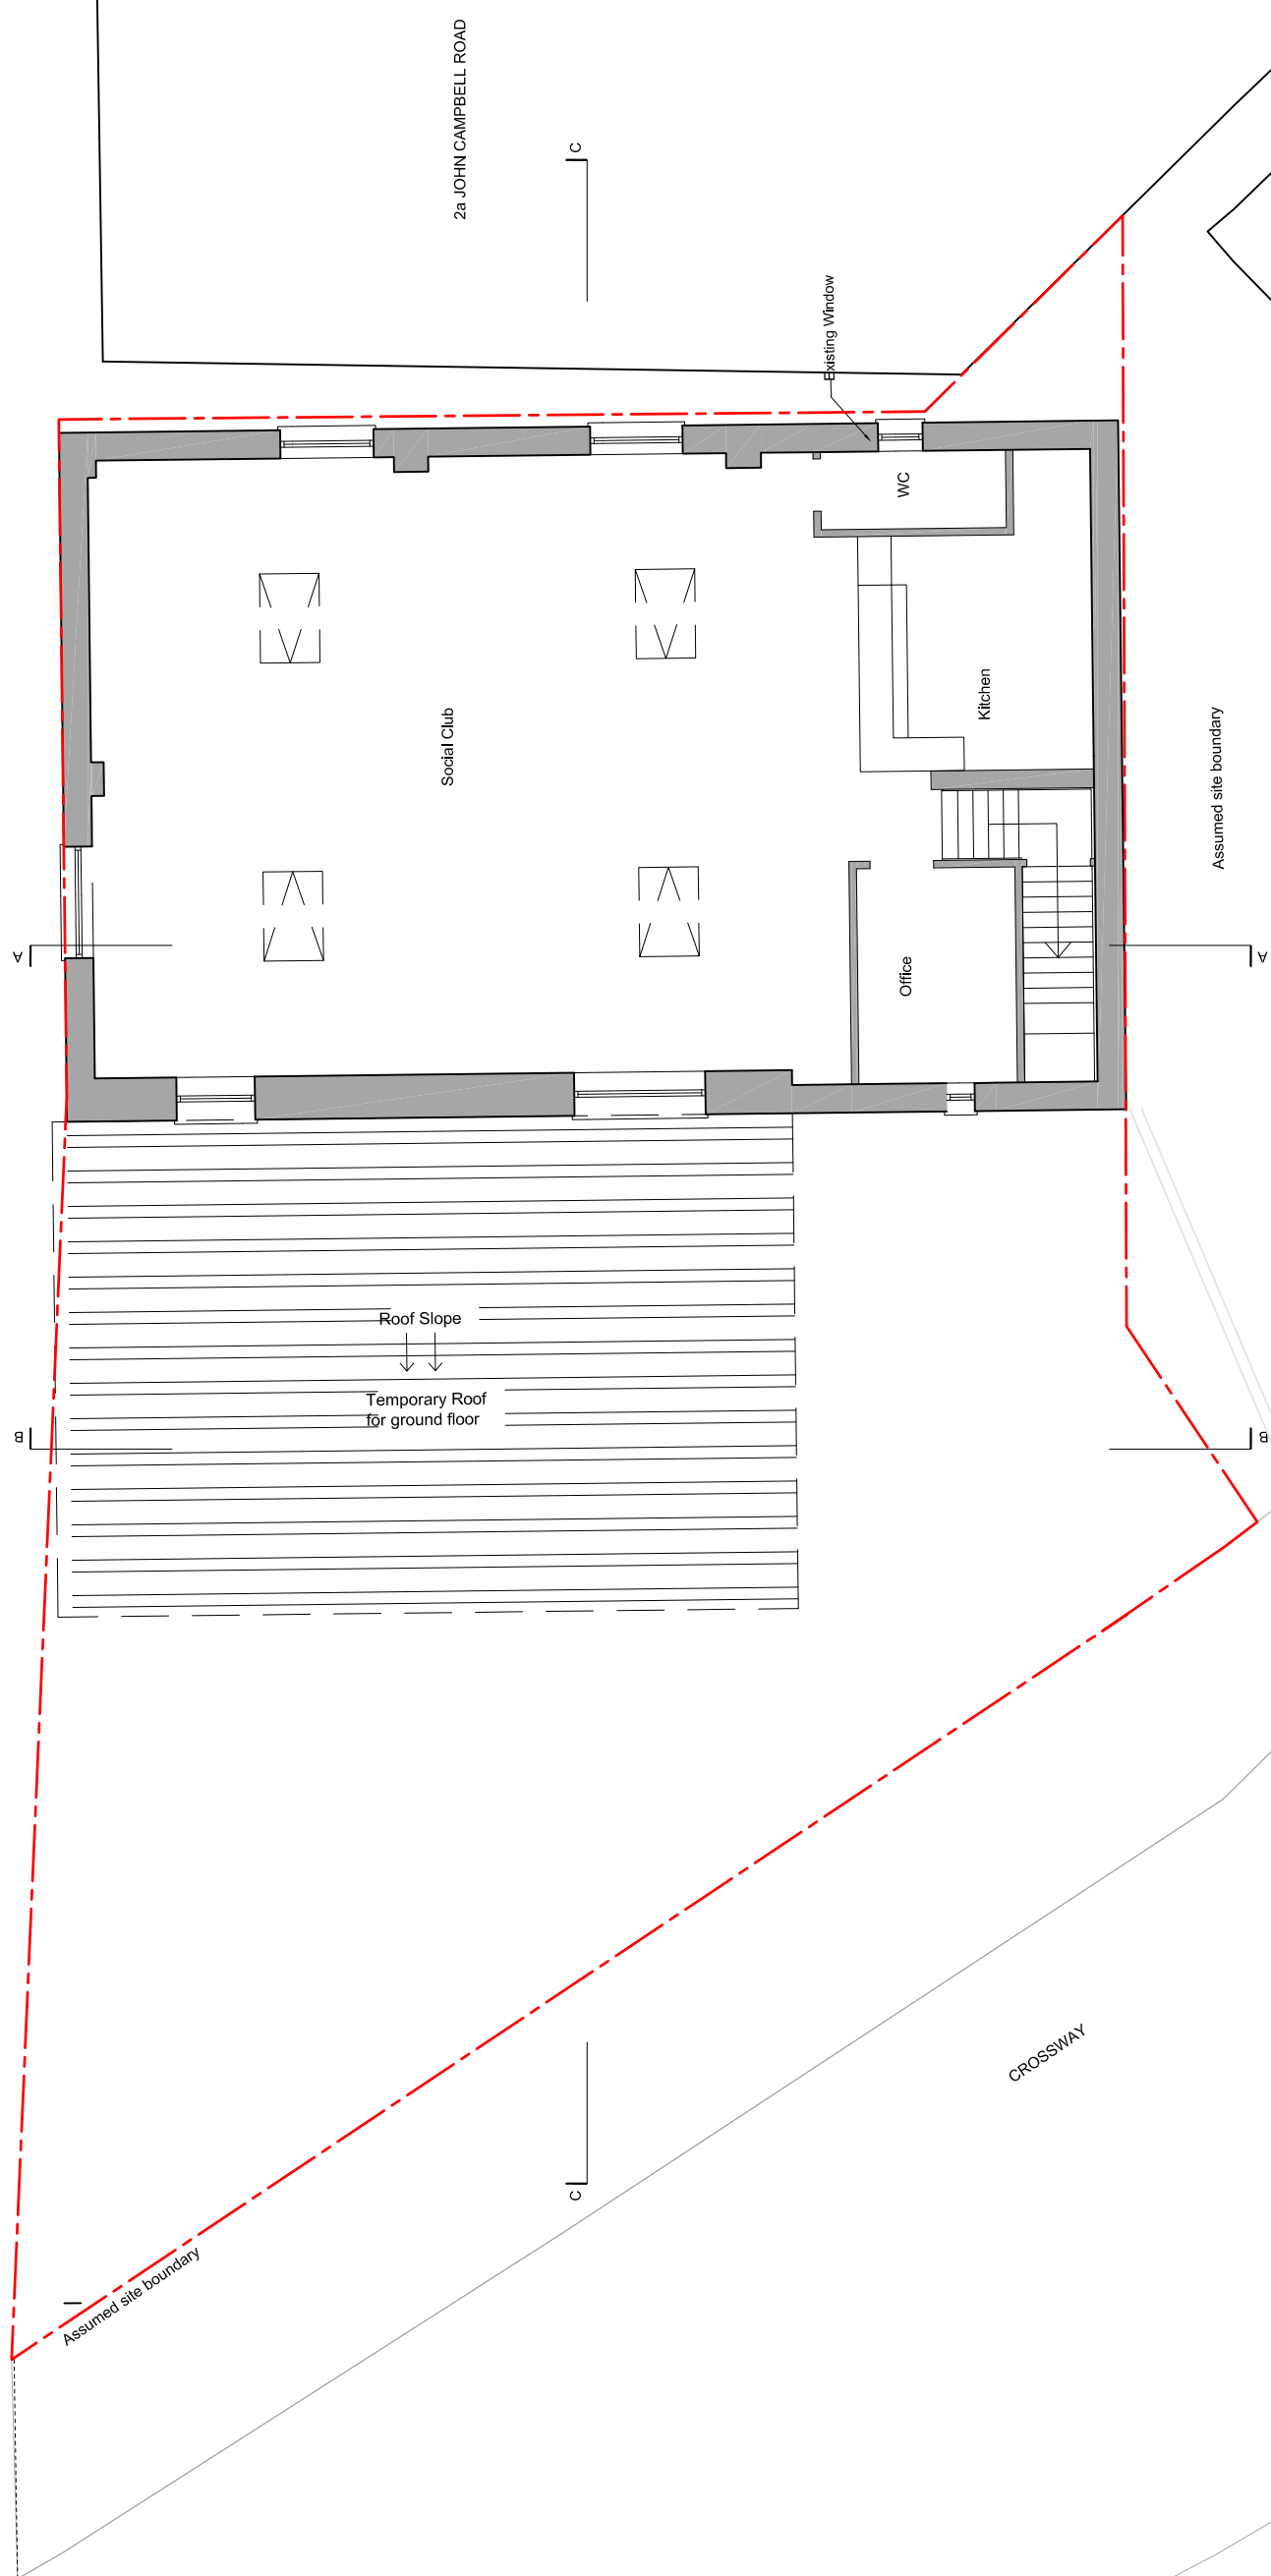 2a JOHN CAMPBELL ROAD
C
Existing Window
WC
Kitchen
Social Club
Assumed site boundary
A
A
Office
Roof Slope
Temporary Roof
for ground floor
B
B
CROSSWAY
C
Assumed site boundary